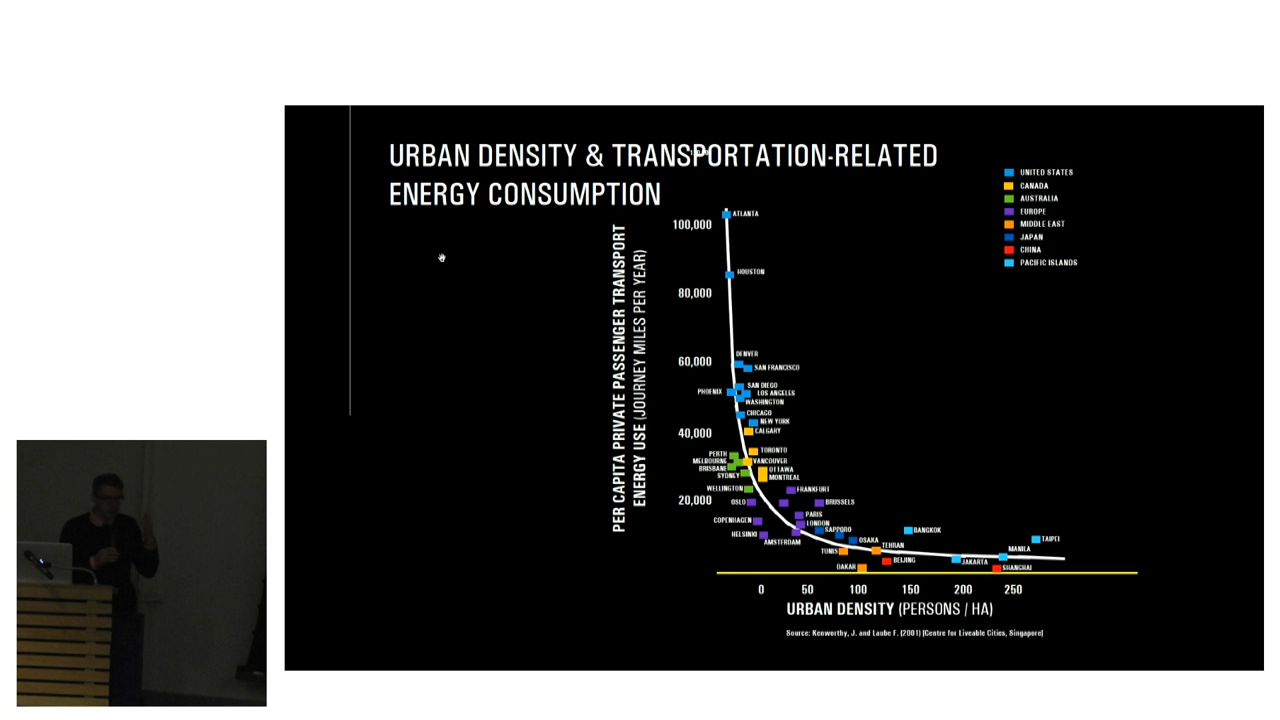 URBAN DENSITY & TRANSPORTATION-RELATED
ENERGY CONSUMPTION
UNITED STATES
CANADA
AUSTRALIA
EUROPE
MIDDLE EAST
JAPAN
CHINA
PACIFIC ISLANDS
PER CAPITA PRIVATE PASSENGER TRANSPORT
ENERGY USE (JOURNEY MILES PER YEAR)
100,000
80,000
60,000
40,000
20,000
ATLANTA
HOUSTON
DENVER
SAN FRANCISCO
SAN DIEGO
PHOENIX
LOS ANGELES
WASHINGTON
CHICAGO
NEW YORK
CALGARY
TORONTO
PERTH
MELBOURNE
VANCOUVER
BRISBANE
OTTAWA
SYDNEY
MONTREAL
WELLINGTON
FRANKFURT
OSLO
BRUSSELS
PARIS
COPENHAGEN
LONDON
HELSINKI
SAPPORO
BANGKOK
AMSTERDAM
OSAKA
TAIPEI
TUNIS
TEHRAN
MANILA
DAKAR
BEIJING
JAKARTA
SHANGHAI
0 50 100 150 200 250
URBAN DENSITY (PERSONS / HA)
Source: Kenworthy, J. and Laube F. (2001) (Centre for Liveable Cities, Singapore)